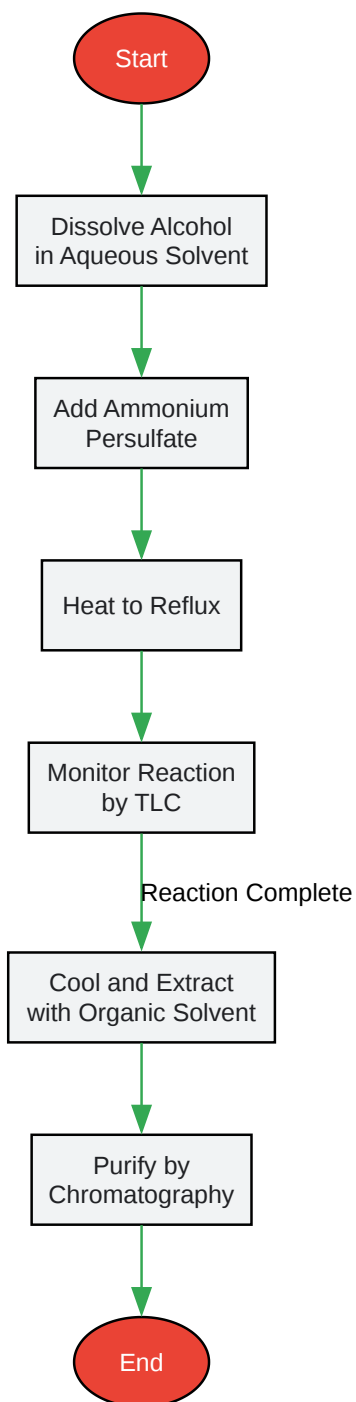 Start
Dissolve Alcohol
in Aqueous Solvent
Add Ammonium
Persulfate
Heat to Reflux
Monitor Reaction
by TLC
Reaction Complete
Cool and Extract
with Organic Solvent
Purify by
Chromatography
End